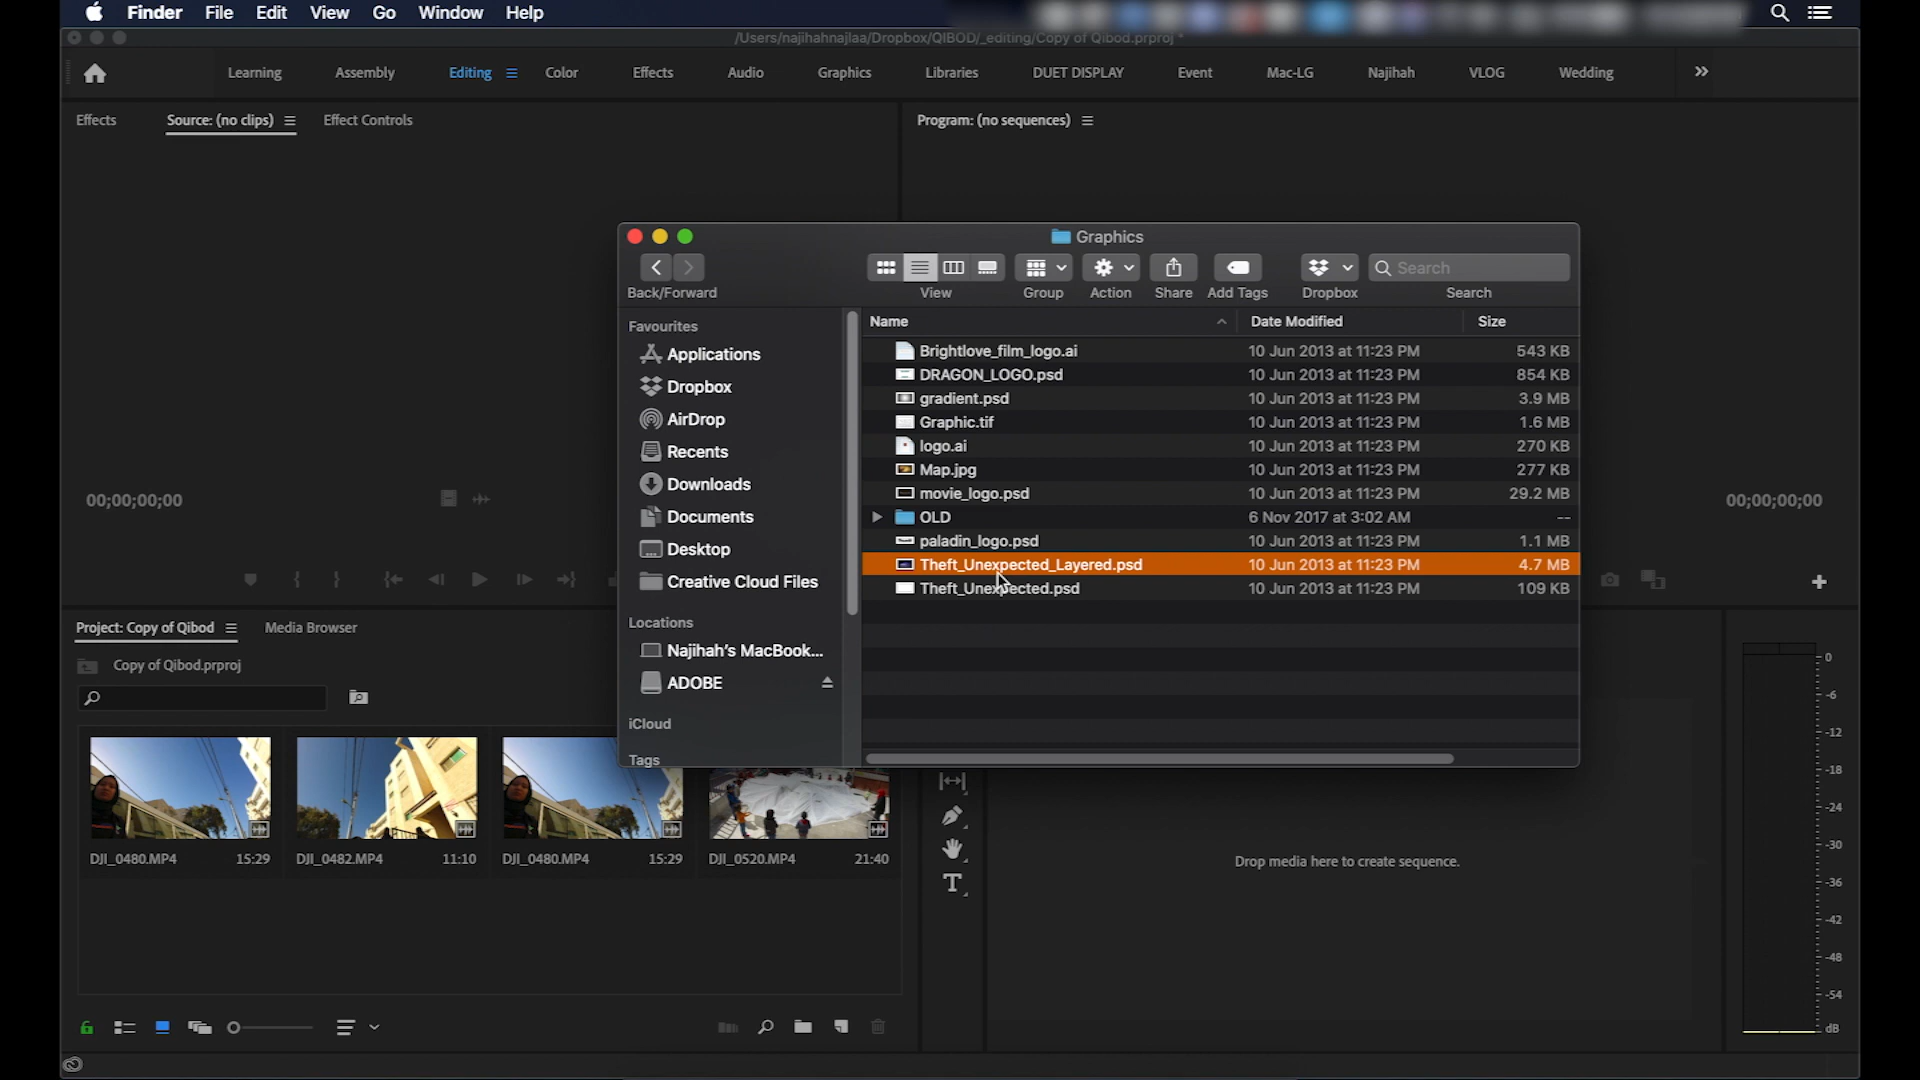 Finder File Edit View Go Window Help
/Users/najihahnajlaa/Dropbox/QIBOD/_editing/Copy of Qibod.prproj *
Learning Assembly Editing Color Effects Audio Graphics Libraries DUET DISPLAY Event Mac-LG Najihah VLOG Wedding
Effects Source: (no clips) Effect Controls Program: (no sequences)
Graphics
Search
Back/Forward View Group Action Share Add Tags Dropbox Search
Favourites
Applications
Dropbox
AirDrop
Recents
Downloads
Documents
Desktop
Creative Cloud Files
Locations
Najihah's MacBook...
ADOBE
iCloud
Tags
Name Date Modified Size
Brightlove_film_logo.ai 10 Jun 2013 at 11:23 PM 543 KB
DRAGON_LOGO.psd 10 Jun 2013 at 11:23 PM 854 KB
gradient.psd 10 Jun 2013 at 11:23 PM 3.9 MB
Graphic.tif 10 Jun 2013 at 11:23 PM 1.6 MB
logo.ai 10 Jun 2013 at 11:23 PM 270 KB
Map.jpg 10 Jun 2013 at 11:23 PM 277 KB
movie_logo.psd 10 Jun 2013 at 11:23 PM 29.2 MB
OLD 6 Nov 2017 at 3:02 AM --
paladin_logo.psd 10 Jun 2013 at 11:23 PM 1.1 MB
Theft_Unexpected_Layered.psd 10 Jun 2013 at 11:23 PM 4.7 MB
Theft_Unexpected.psd 10 Jun 2013 at 11:23 PM 109 KB
00;00;00;00 00;00;00;00
Project: Copy of Qibod Media Browser
Copy of Qibod.prproj
DJI_0480.MP4 15:29 DJI_0482.MP4 11:10 DJI_0480.MP4 15:29 DJI_0520.MP4 21:40
Drop media here to create sequence.
0
-6
-12
-18
-24
-30
-36
-42
-48
-54
dB